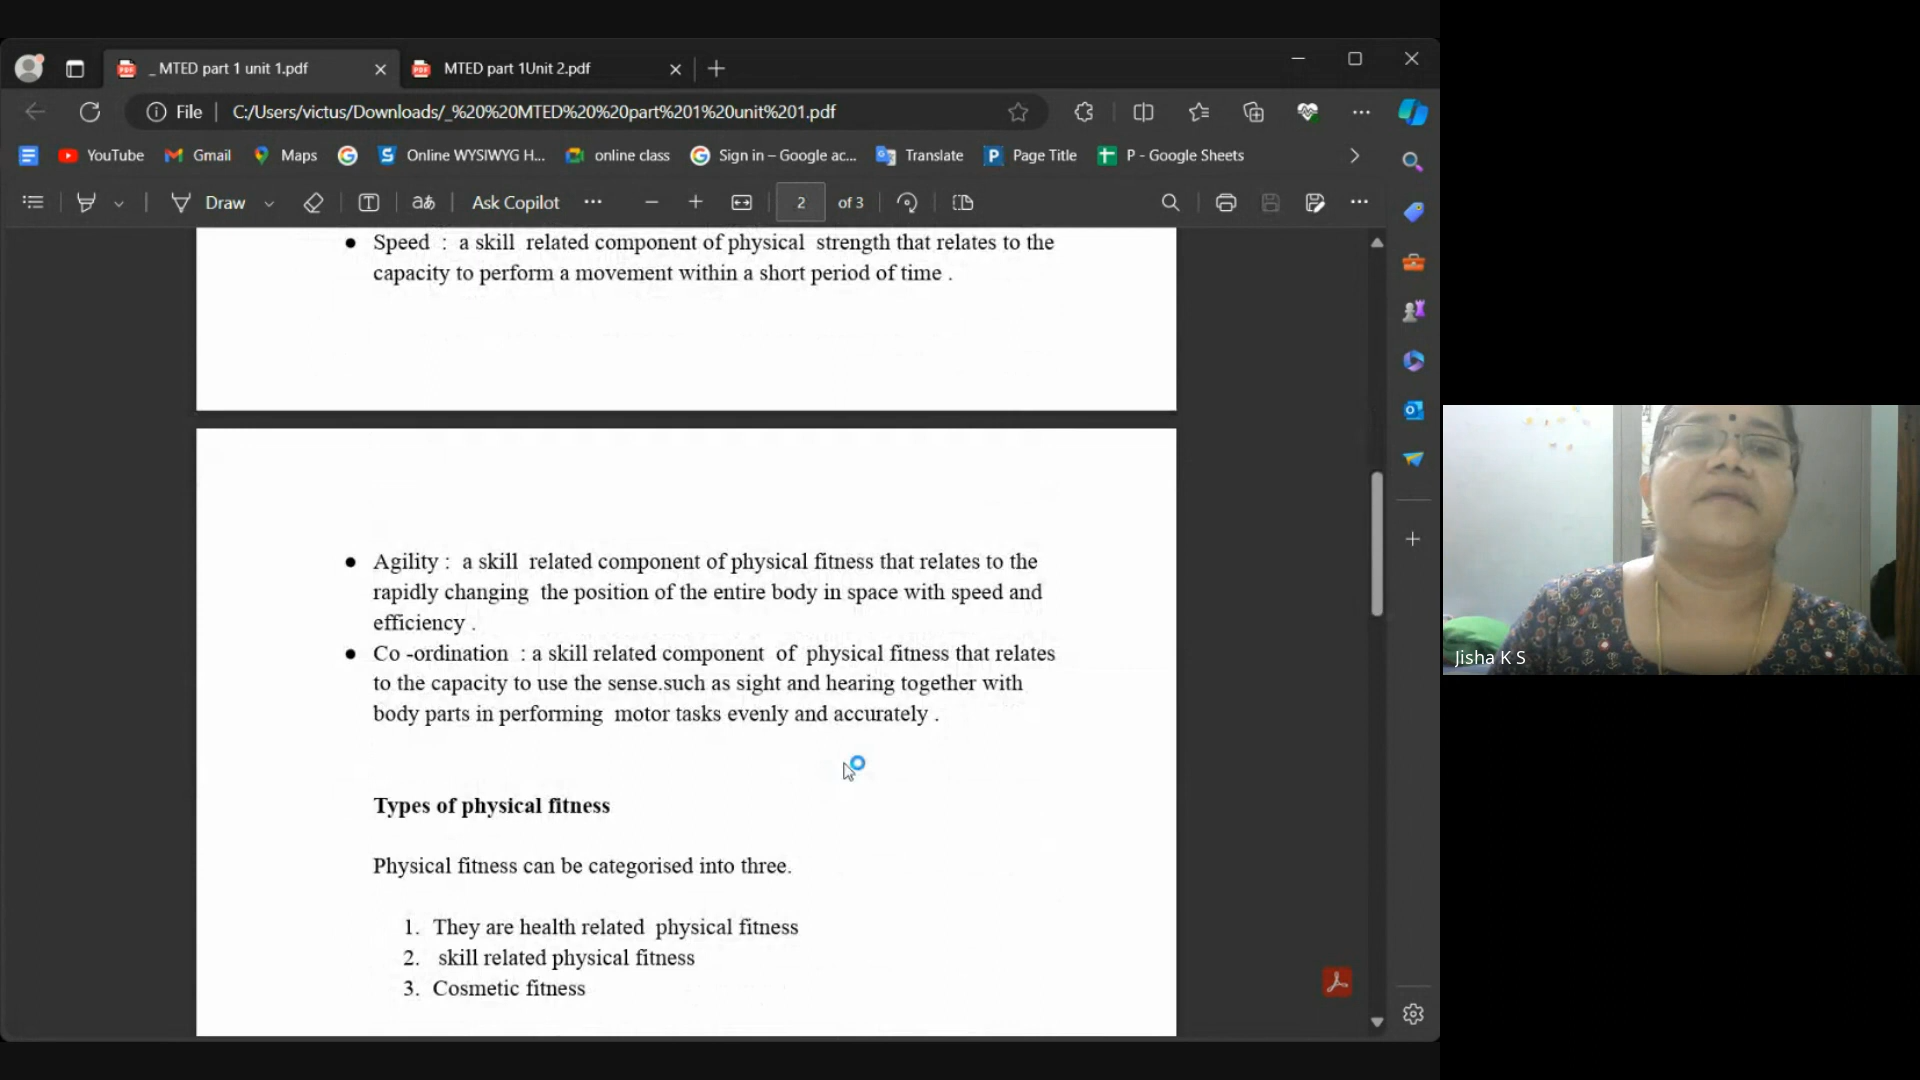 _ MTED part 1 unit 1.pdf
MTED part 1Unit 2.pdf
File
C:/Users/victus/Downloads/_%20%20MTED%20%20part%201%20unit%201.pdf
YouTube
Gmail
Maps
Online WYSIWYG H...
online class
Sign in – Google ac...
Translate
Page Title
P - Google Sheets
Draw
aあ
Ask Copilot
2
of 3
● Speed : a skill related component of physical strength that relates to the
capacity to perform a movement within a short period of time .
● Agility : a skill related component of physical fitness that relates to the
rapidly changing the position of the entire body in space with speed and
efficiency .
● Co -ordination : a skill related component of physical fitness that relates
to the capacity to use the sense.such as sight and hearing together with
body parts in performing motor tasks evenly and accurately .
Types of physical fitness
Physical fitness can be categorised into three.
1. They are health related physical fitness
2. skill related physical fitness
3. Cosmetic fitness
Jisha K S